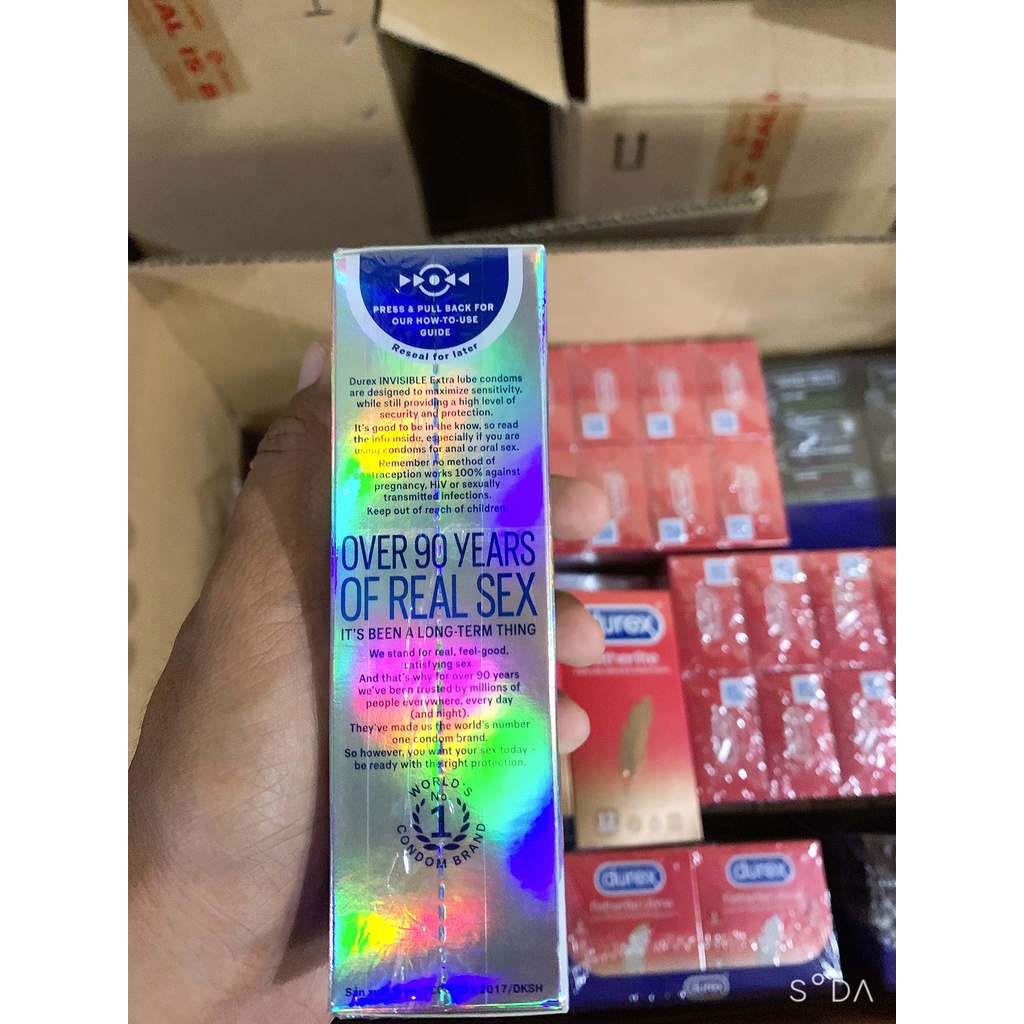 PRESS & PULL BACK FOR
OUR HOW-TO-USE
GUIDE
Reseal for later
Durex INVISIBLE Extra lube condoms
are designed to maximize sensitivity,
while still providing a high level of
security and protection.
It's good to be in the know, so read
the info inside, especially if you are
using condoms for anal or oral sex.
Remember no method of
contraception works 100% against
pregnancy, HIV or sexually
transmitted infections.
Keep out of reach of children.
OVER 90 YEARS
OF REAL SEX
IT'S BEEN A LONG-TERM THING
We stand for real, feel-good,
satisfying sex.
And that's why for over 90 years
we've been trusted by millions of
people everywhere, every day
(and night).
They've made us the world's number
one condom brand.
So however, you want your sex today –
be ready with the right protection.
WORLD'S
No
1
CONDOM BRAND
2017/DKSH
durex
durex
durex
durex
SODA